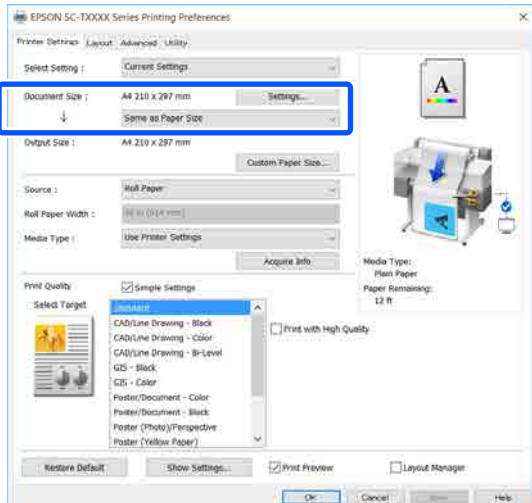 EPSON SC-TXXXX Series Printing Preferences
Printer Settings Layout Advanced Utility
Select Setting : Current Settings
Document Size : A4 210 x 297 mm Settings...
Same as Paper Size
Output Size : A4 210 x 297 mm
Custom Paper Size...
Source : Roll Paper
Roll Paper Width :
Media Type : Use Printer Settings
Acquire Info
Media Type:
Plain Paper
Paper Remaining:
12 ft
Print Quality Simple Settings
Select Target
Standard
CAD/Line Drawing - Black
CAD/Line Drawing - Color
CAD/Line Drawing - Bi-Level
GIS - Black
GIS - Color
Poster/Document - Color
Poster/Document - Black
Poster (Photo)/Perspective
Poster (Yellow Paper)
Print with High Quality
Restore Default Show Settings... Print Preview Layout Manager
OK Cancel Help
A